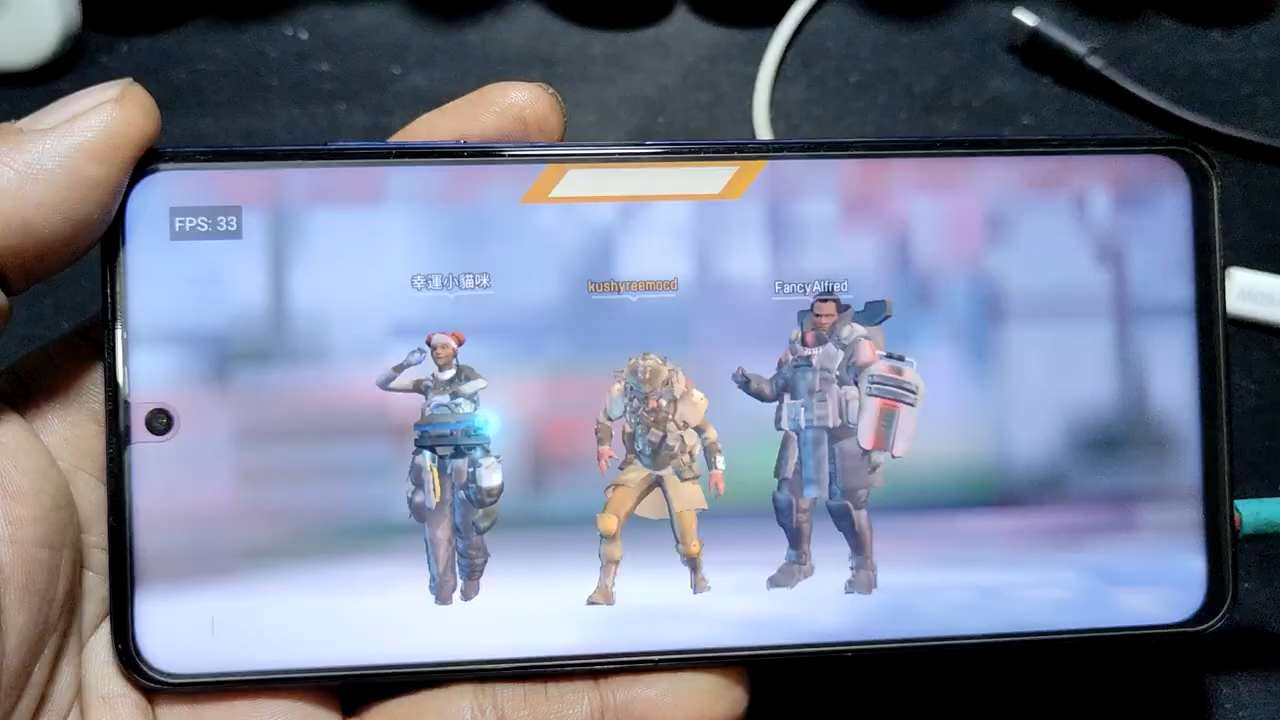 FPS: 33
幸運小貓咪
kushyreemocd
FancyAlfred